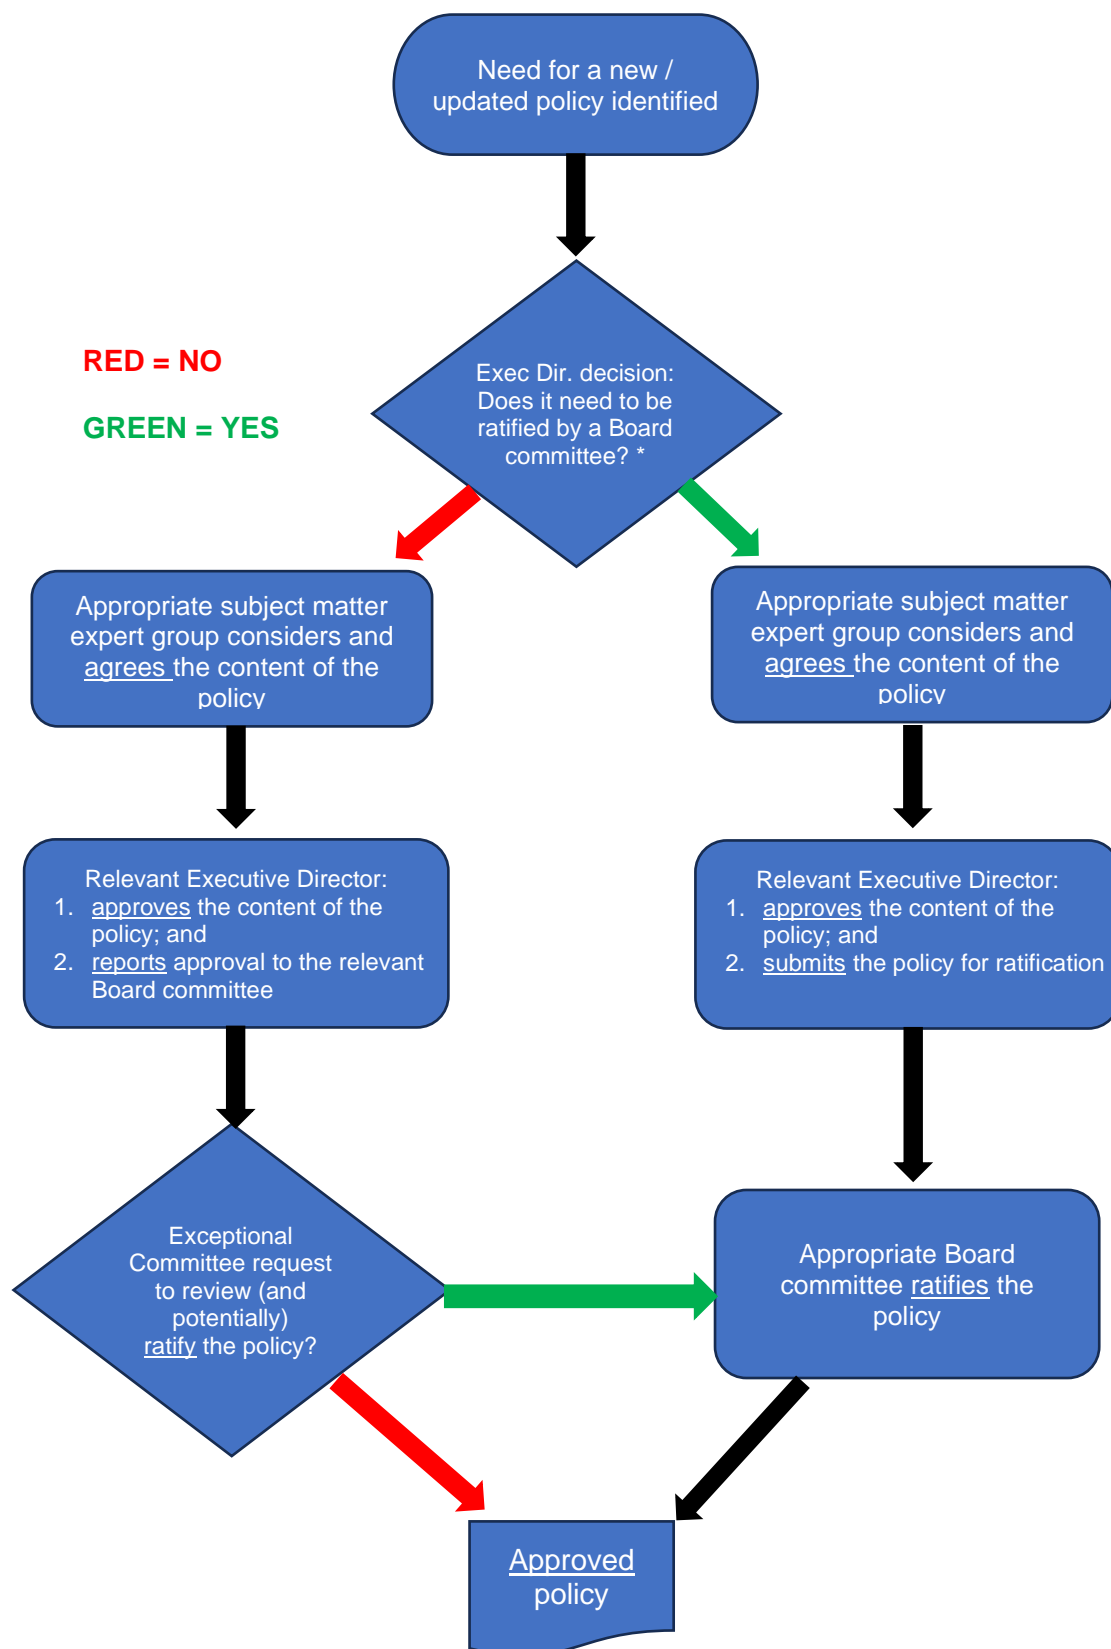 Need for a new /
updated policy identified
RED = NO
GREEN = YES
Exec Dir. decision:
Does it need to be
ratified by a Board
committee? *
Appropriate subject matter
expert group considers and
agrees the content of the
policy
Appropriate subject matter
expert group considers and
agrees the content of the
policy
Relevant Executive Director:
1. approves the content of the
policy; and
2. reports approval to the relevant
Board committee
Relevant Executive Director:
1. approves the content of the
policy; and
2. submits the policy for ratification
Exceptional
Committee request
to review (and
potentially)
ratify the policy?
Appropriate Board
committee ratifies the
policy
Approved
policy